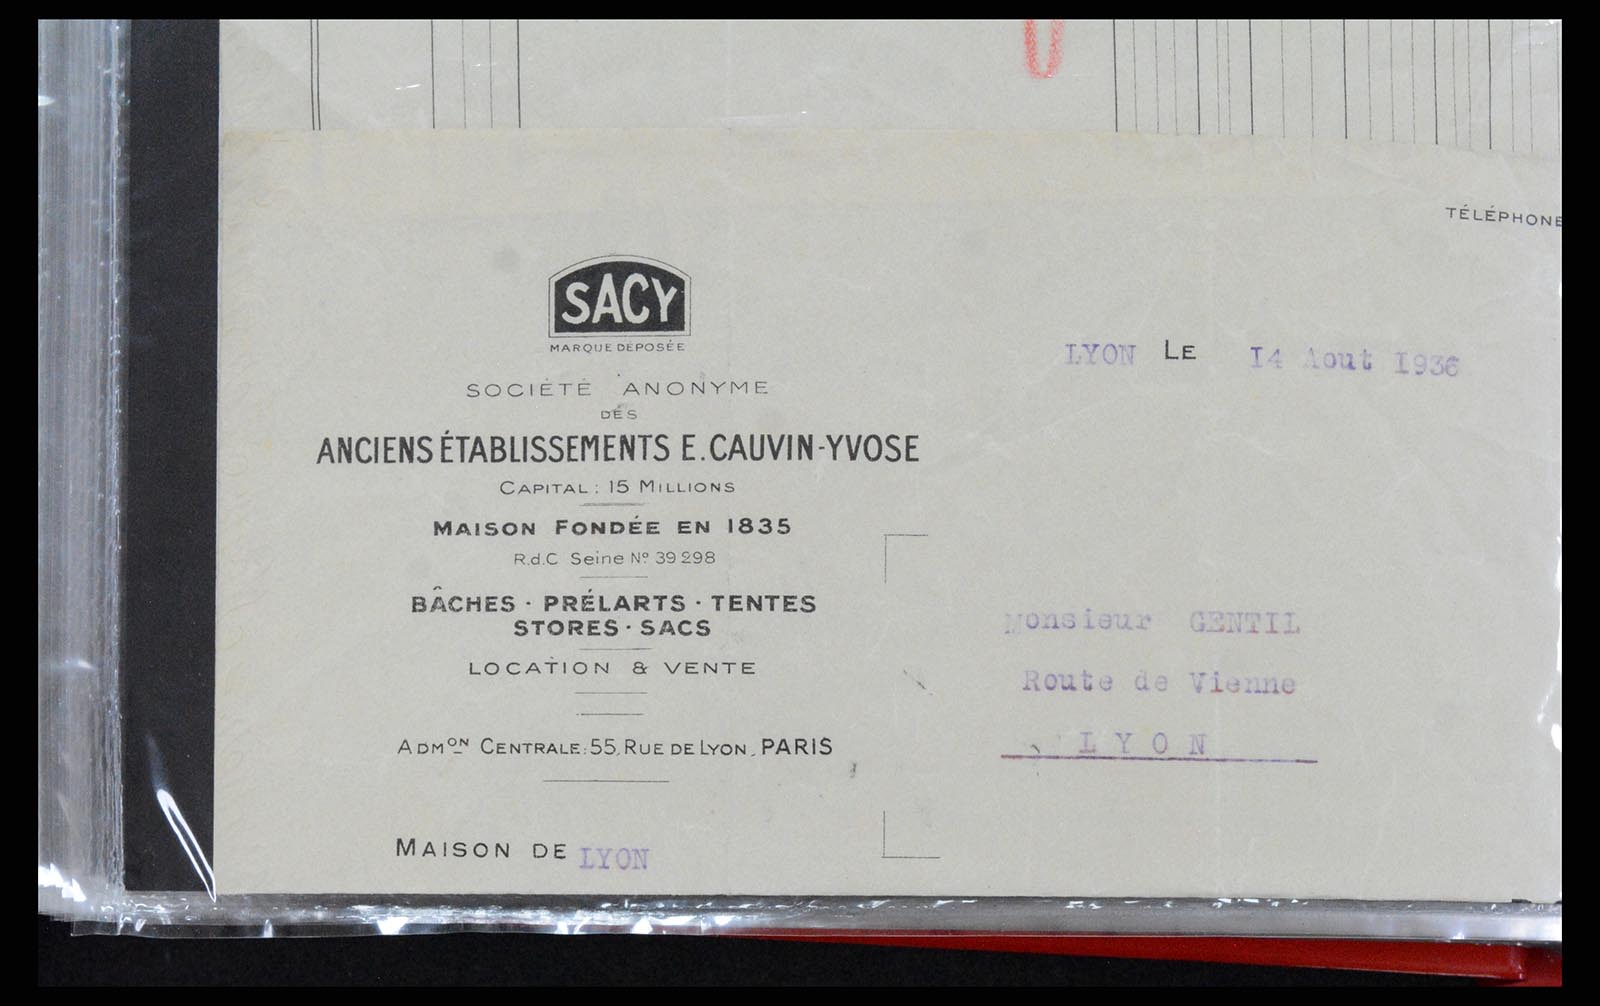 TÉLÉPHONE
SACY
MARQUE DÉPOSÉE
SOCIÉTÉ ANONYME
DES
ANCIENS ÉTABLISSEMENTS E. CAUVIN-YVOSE
CAPITAL : 15 MILLIONS
MAISON FONDÉE EN 1835
R.d.C Seine Nº 39 298
BÂCHES · PRÉLARTS · TENTES
STORES · SACS
LOCATION & VENTE
ADMON CENTRALE: 55, RUE DE LYON, PARIS
MAISON DE LYON
LYON LE 14 Aout 1936
Monsieur GENTIL
Route de Vienne
LYON